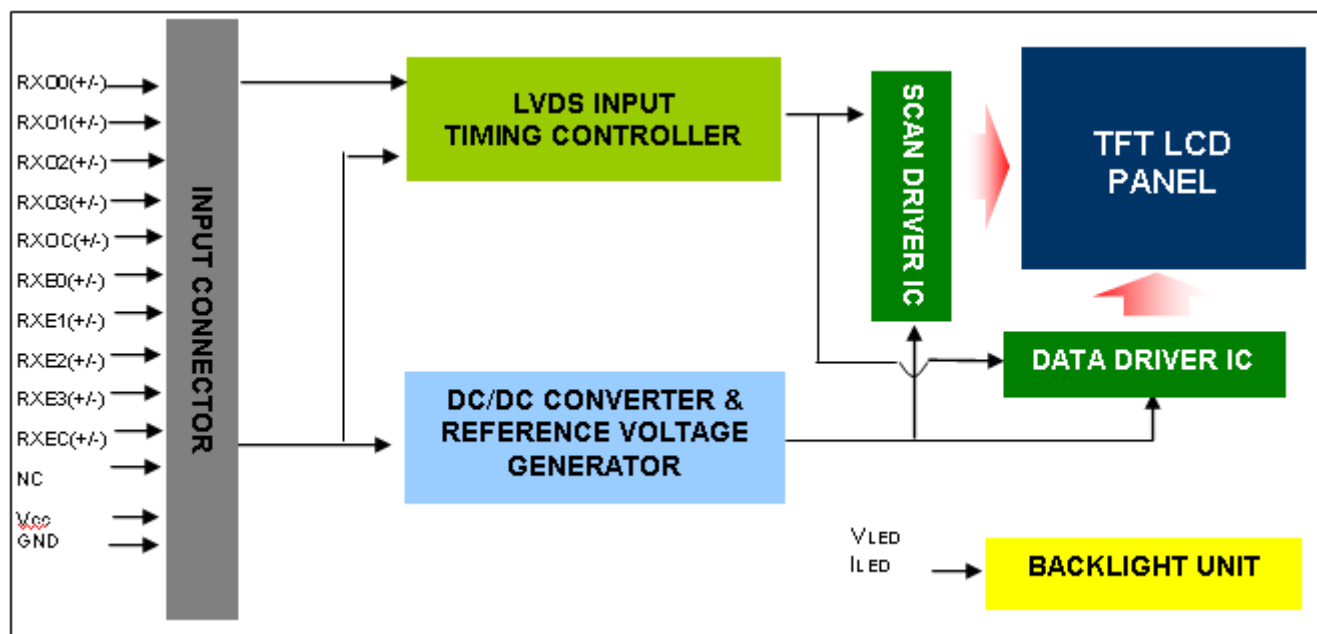 RXO0(+/-)
RXO1(+/-)
RXO2(+/-)
RXO3(+/-)
RXOC(+/-)
RXE0(+/-)
RXE1(+/-)
RXE2(+/-)
RXE3(+/-)
RXEC(+/-)
NC
Vcc
GND
INPUT CONNECTOR
LVDS INPUT
TIMING CONTROLLER
DC/DC CONVERTER &
REFERENCE VOLTAGE
GENERATOR
SCAN DRIVER IC
TFT LCD
PANEL
DATA DRIVER IC
VLED
ILED
BACKLIGHT UNIT